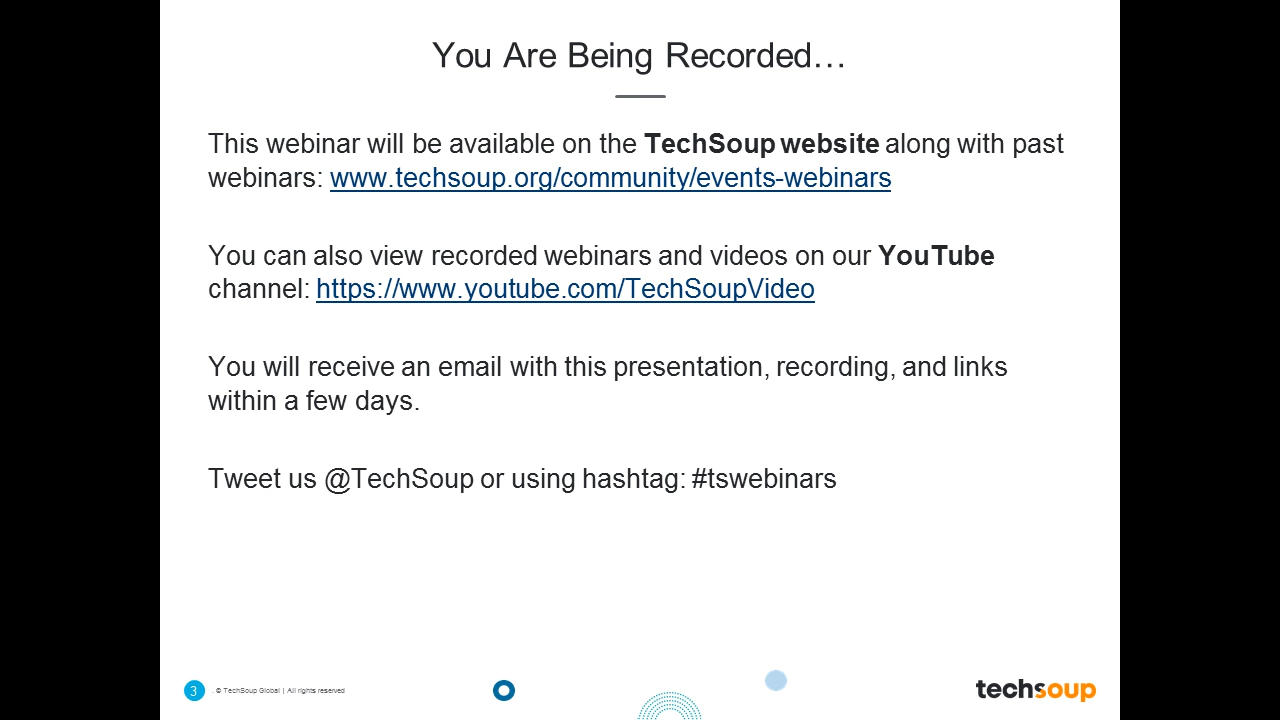 You Are Being Recorded…
This webinar will be available on the TechSoup website along with past
webinars: www.techsoup.org/community/events-webinars
You can also view recorded webinars and videos on our YouTube
channel: https://www.youtube.com/TechSoupVideo
You will receive an email with this presentation, recording, and links
within a few days.
Tweet us @TechSoup or using hashtag: #tswebinars
3 . © TechSoup Global | All rights reserved
techsoup